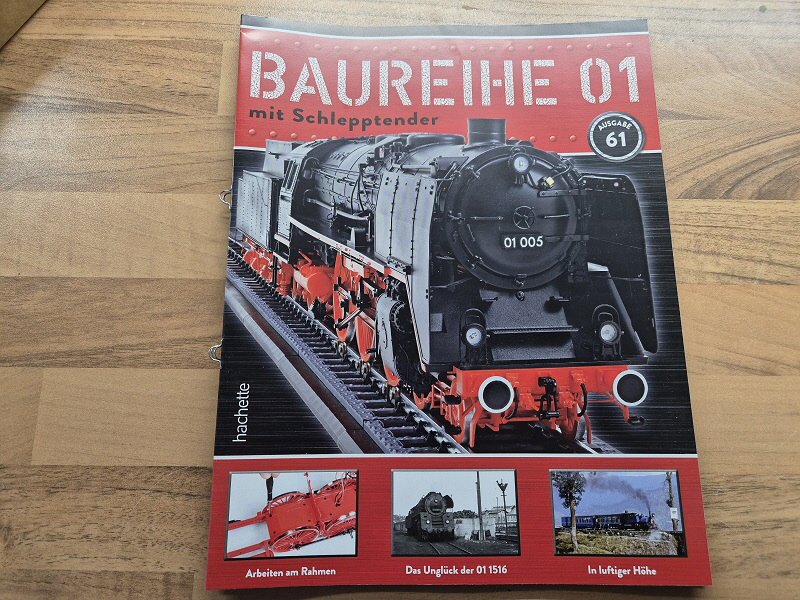 BAUREIHE 01
mit Schlepptender
AUSGABE
61
01 005
hachette
Arbeiten am Rahmen
Das Unglück der 01 1516
In luftiger Höhe